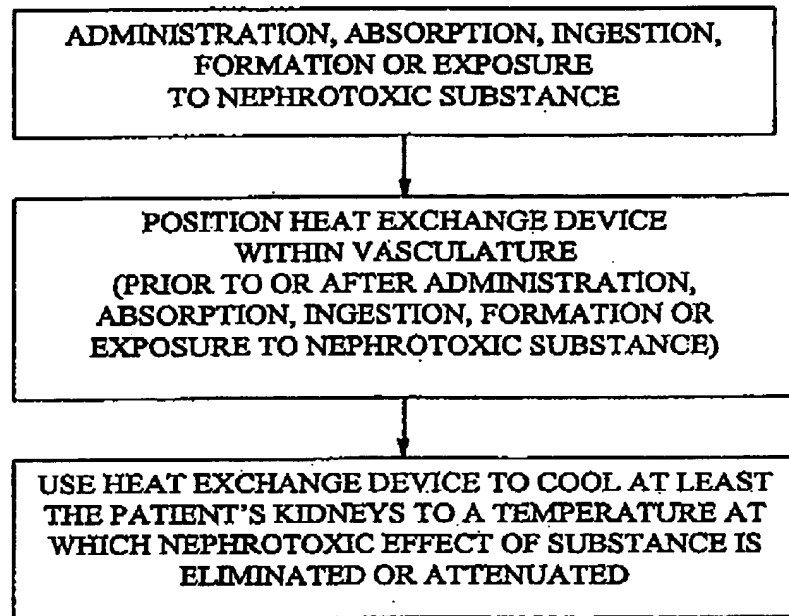 ADMINISTRATION, ABSORPTION, INGESTION,
FORMATION OR EXPOSURE
TO NEPHROTOXIC SUBSTANCE
POSITION HEAT EXCHANGE DEVICE
WITHIN VASCULATURE
(PRIOR TO OR AFTER ADMINISTRATION,
ABSORPTION, INGESTION, FORMATION OR
EXPOSURE TO NEPHROTOXIC SUBSTANCE)
USE HEAT EXCHANGE DEVICE TO COOL AT LEAST
THE PATIENT'S KIDNEYS TO A TEMPERATURE AT
WHICH NEPHROTOXIC EFFECT OF SUBSTANCE IS
ELIMINATED OR ATTENUATED